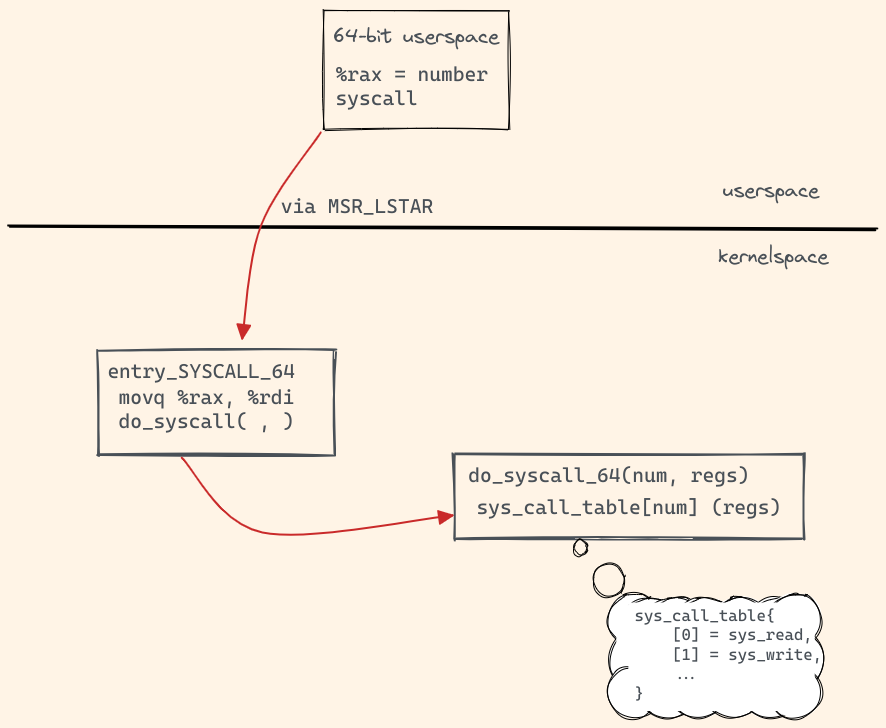 64-bit userspace
%rax = number
syscall
userspace
via MSR_LSTAR
kernelspace
entry_SYSCALL_64
movq %rax, %rdi
do_syscall( , )
do_syscall_64(num, regs)
sys_call_table[num] (regs)
sys_call_table{
[0] = sys_read,
[1] = sys_write,
...
}